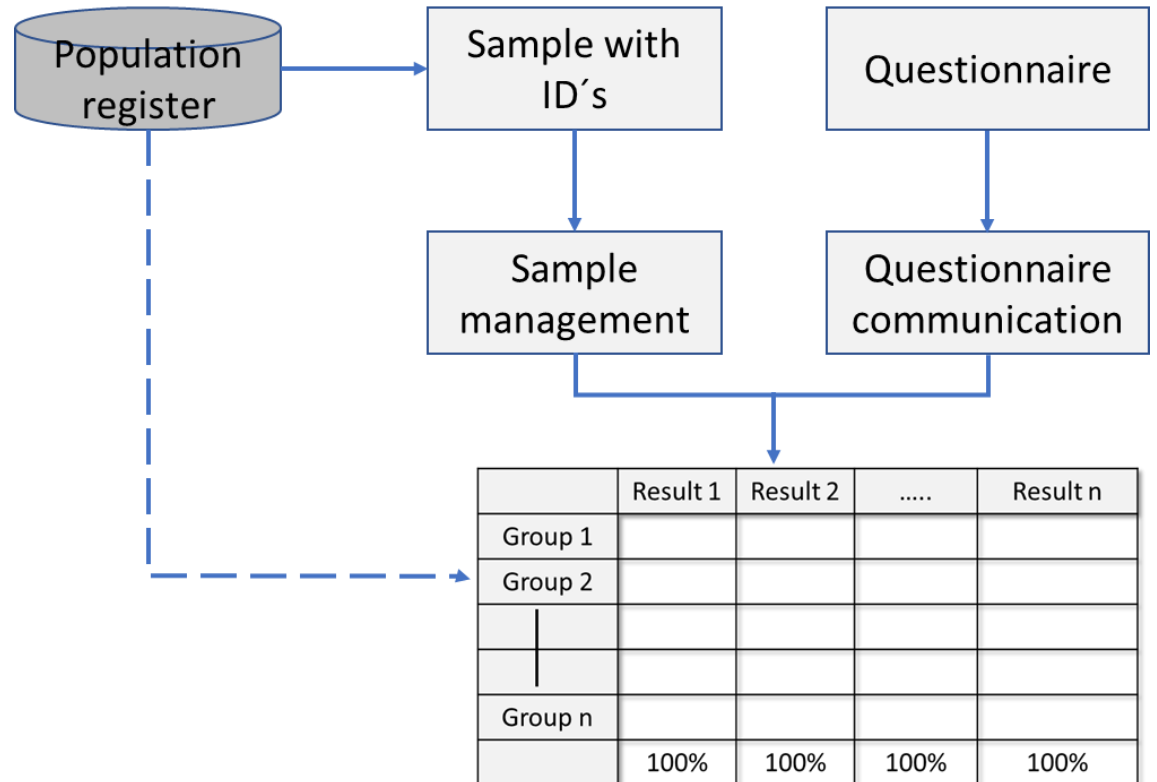 Population
register
Sample with
ID´s
Questionnaire
Sample
management
Questionnaire
communication
Result 1 Result 2 ..... Result n
Group 1
Group 2
Group n
100% 100% 100% 100%